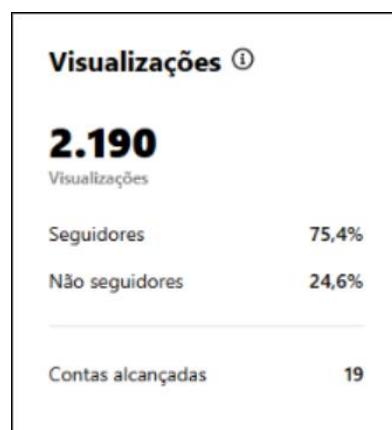 Visualizações
2.190
Visualizações
Seguidores 75,4%
Não seguidores 24,6%
Contas alcançadas 19